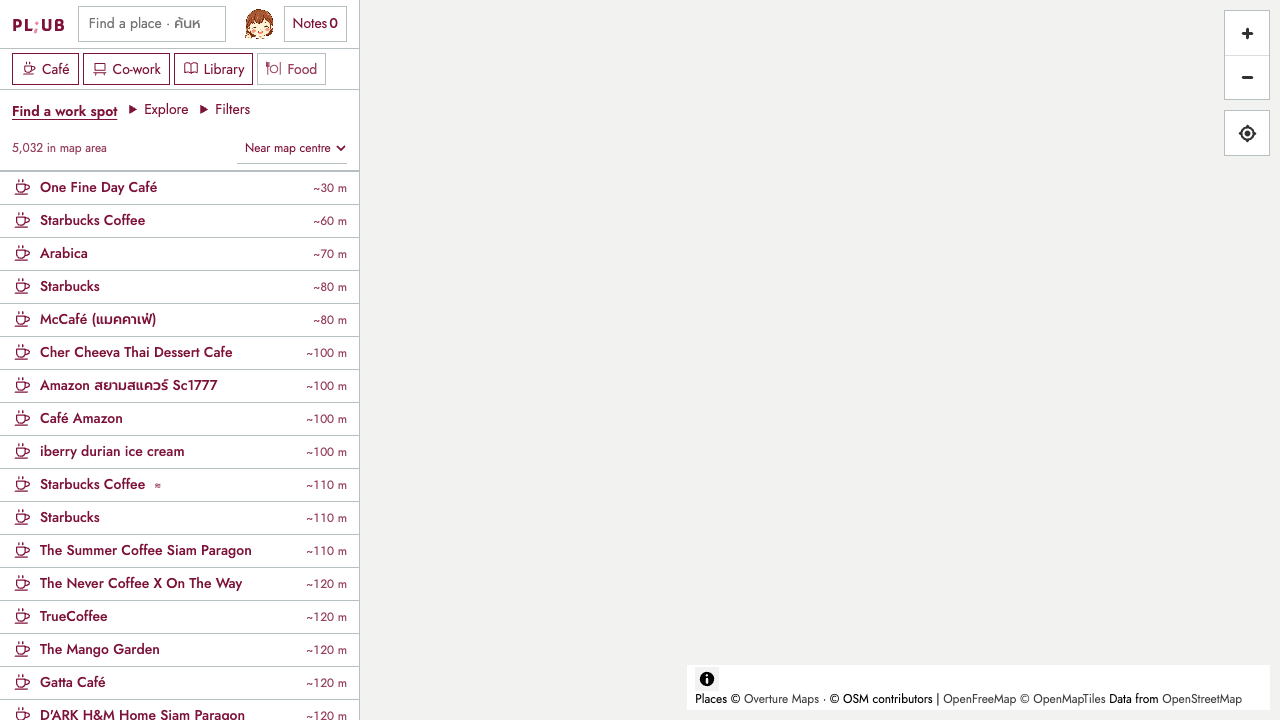 PLUB
Find a place · ค้นห
Notes 0
Café
Co-work
Library
Food
Find a work spot
Explore
Filters
5,032 in map area
Near map centre
One Fine Day Café ~30 m
Starbucks Coffee ~60 m
Arabica ~70 m
Starbucks ~80 m
McCafé (แมคคาเฟ่) ~80 m
Cher Cheeva Thai Dessert Cafe ~100 m
Amazon สยามสแควร์ Sc1777 ~100 m
Café Amazon ~100 m
iberry durian ice cream ~100 m
Starbucks Coffee ≈ ~110 m
Starbucks ~110 m
The Summer Coffee Siam Paragon ~110 m
The Never Coffee X On The Way ~120 m
TrueCoffee ~120 m
The Mango Garden ~120 m
Gatta Café ~120 m
D'ARK H&M Home Siam Paragon ~120 m
Places © Overture Maps · © OSM contributors | OpenFreeMap © OpenMapTiles Data from OpenStreetMap